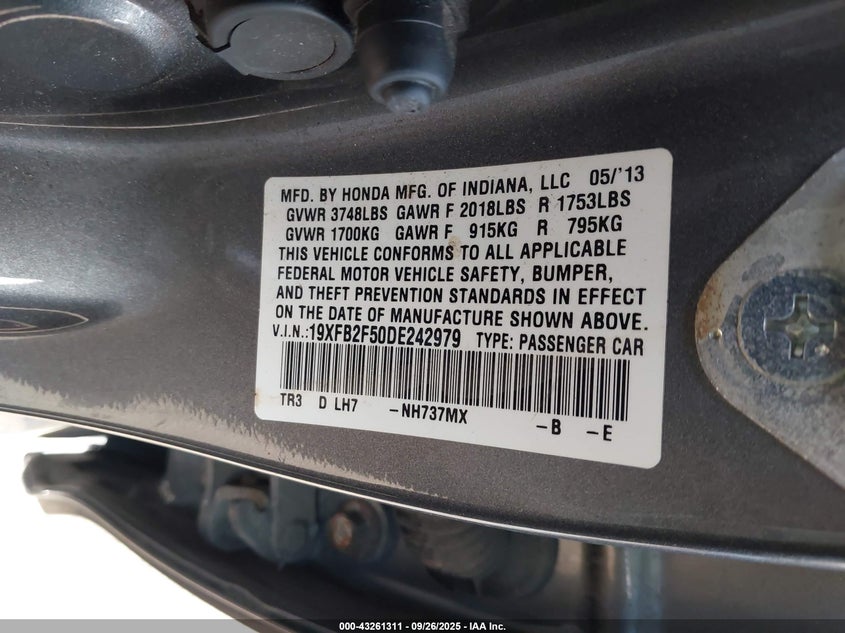 MFD. BY HONDA MFG. OF INDIANA, LLC 05/'13
GVWR 3748LBS GAWR F 2018LBS R 1753LBS
GVWR 1700KG GAWR F 915KG R 795KG
THIS VEHICLE CONFORMS TO ALL APPLICABLE
FEDERAL MOTOR VEHICLE SAFETY, BUMPER,
AND THEFT PREVENTION STANDARDS IN EFFECT
ON THE DATE OF MANUFACTURE SHOWN ABOVE.
V.I.N.:19XFB2F50DE242979 TYPE: PASSENGER CAR
TR3 D LH7 -NH737MX -B -E
000-43261311 - 09/26/2025 - IAA Inc.